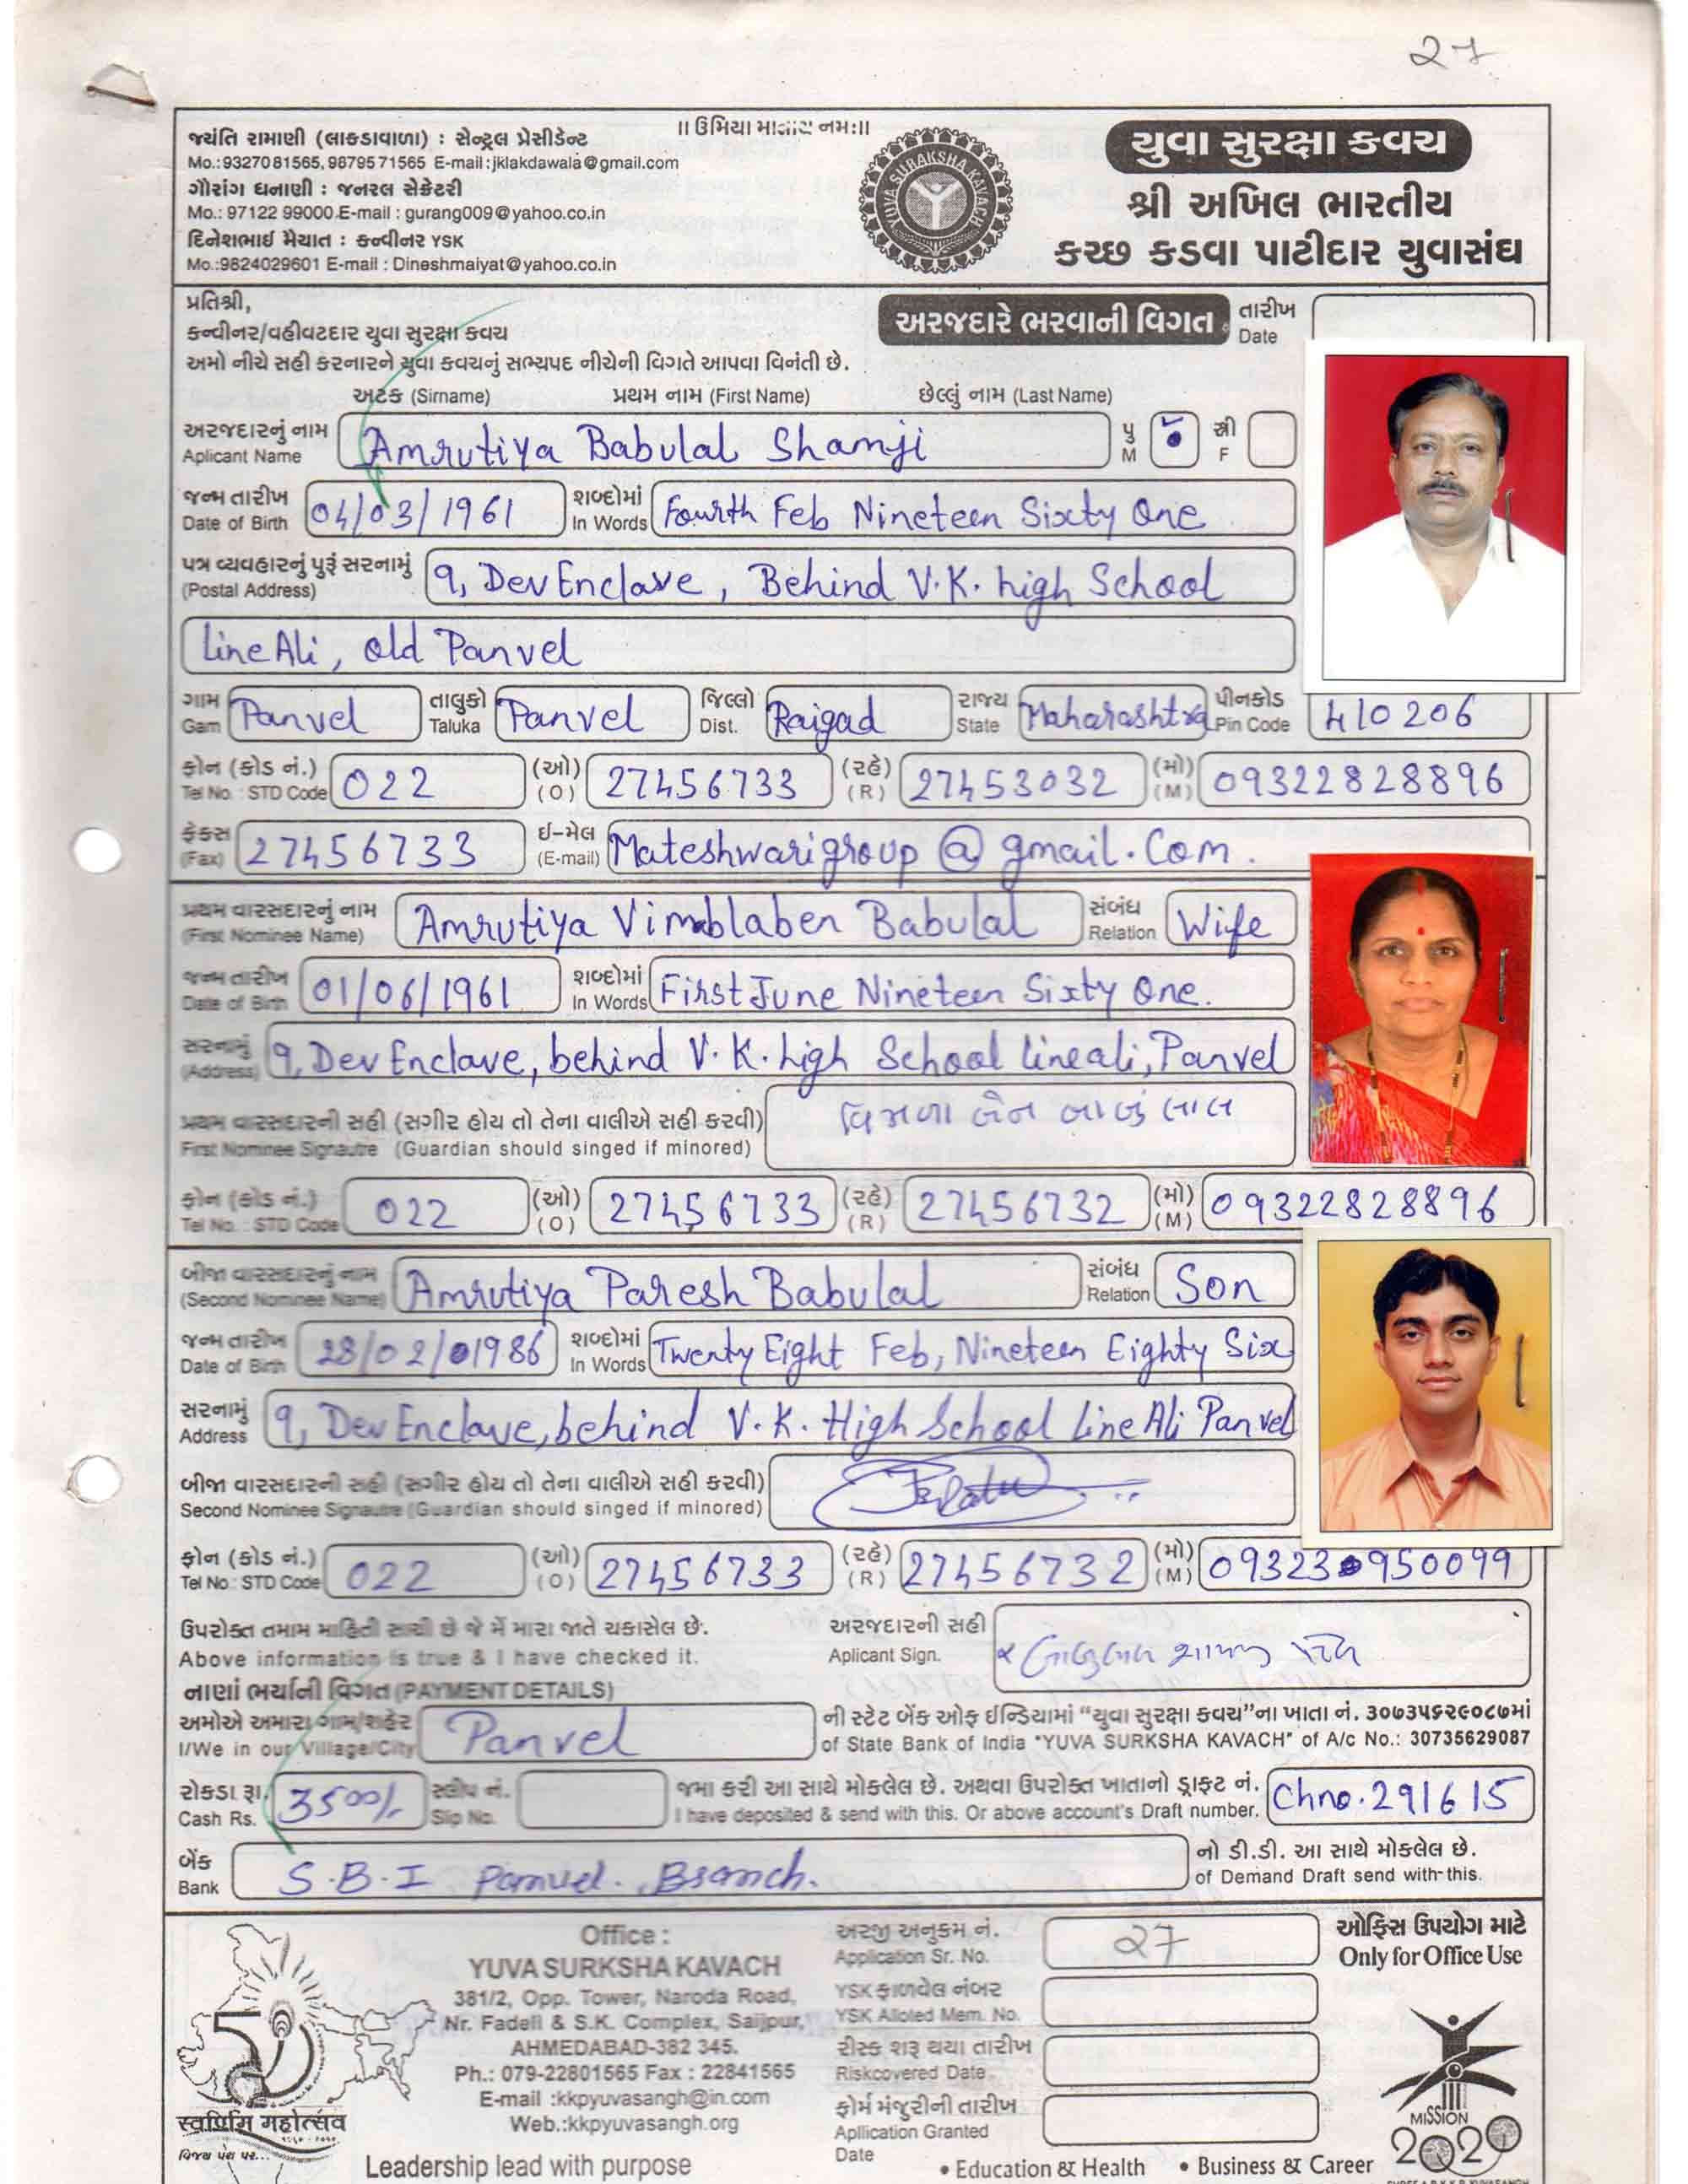 27
જયંતિ રામાણી (લાકડાવાળા) : સેન્ટ્રલ પ્રેસીડેન્ટ
Mo.:9327081565, 9879571565 E-mail :jklakdawala@gmail.com
ગૌરાંગ ધનાણી : જનરલ સેક્રેટરી
Mo.: 97122 99000 E-mail : gurang009@yahoo.co.in
દિનેશભાઈ મૈયાત : કન્વીનર YSK
Mo.:9824029601 E-mail : Dineshmaiyat@yahoo.co.in
॥ ઉમિયા માતાય નમઃ॥
YUVA SURAKSHA KAVACH
યુવા સુરક્ષા કવચ
શ્રી અખિલ ભારતીય
કચ્છ કડવા પાટીદાર યુવાસંઘ
પ્રતિશ્રી,
કન્વીનર/વહીવટદાર યુવા સુરક્ષા કવચ
અમો નીચે સહી કરનારને યુવા કવચનું સભ્યપદ નીચેની વિગતે આપવા વિનંતી છે.
અરજદારે ભરવાની વિગત
તારીખ
Date
અટક (Sirname) પ્રથમ નામ (First Name) છેલ્લું નામ (Last Name)
અરજદારનું નામ
Aplicant Name Amrutiya Babulal Shamji પુ M સ્ત્રી F
જન્મ તારીખ
Date of Birth 04/03/1961 શબ્દોમાં In Words Fourth Feb Nineteen Sixty One
પત્ર વ્યવહારનું પુરૂં સરનામું
(Postal Address) 9, Dev Enclave, Behind V.K. high School
Line Ali, old Panvel
ગામ Gam Panvel તાલુકો Taluka Panvel જિલ્લો Dist. Raigad રાજ્ય State Maharashtra પીનકોડ Pin Code 410206
ફોન (કોડ નં.)
Tel No. : STD Code 022 (ઓ) (O) 27456733 (રહે) (R) 27453032 (મો) (M) 09322828896
ફેક્સ (Fax) 27456733 ઈ-મેલ (E-mail) Mateshwarigroup@gmail.Com.
પ્રથમ વારસદારનું નામ
(First Nominee Name) Amrutiya Vimablaben Babulal સંબંધ Relation Wife
જન્મ તારીખ
Date of Birth 01/06/1961 શબ્દોમાં In Words First June Nineteen Sixty One.
સરનામું
(Address) 9, Dev Enclave, behind V.K. high School Line ali, Panvel
પ્રથમ વારસદારની સહી (સગીર હોય તો તેના વાલીએ સહી કરવી)
First Nominee Signautre (Guardian should singed if minored)
વિમળા બેન બાબુ લાલ
ફોન (કોડ નં.)
Tel No. : STD Code 022 (ઓ) (O) 27456733 (રહે) (R) 27456732 (મો) (M) 09322828896
બીજા વારસદારનું નામ
(Second Nominee Name) Amrutiya Paresh Babulal સંબંધ Relation Son
જન્મ તારીખ
Date of Birth 28/02/1986 શબ્દોમાં In Words Twenty Eight Feb, Nineteen Eighty Six
સરનામું
Address 9, Dev Enclave, behind V.K. High School Line Ali Panvel
બીજા વારસદારની સહી (સગીર હોય તો તેના વાલીએ સહી કરવી)
Second Nominee Signautre (Guardian should singed if minored)
ફોન (કોડ નં.)
Tel No. : STD Code 022 (ઓ) (O) 27456733 (રહે) (R) 27456732 (મો) (M) 09323950099
ઉપરોક્ત તમામ માહિતી સાચી છે જે મેં મારા જાતે ચકાસેલ છે.
Above information is true & I have checked it.
અરજદારની સહી
Aplicant Sign.
નાણાં ભર્યાની વિગત (PAYMENT DETAILS)
અમોએ અમારા ગામ/શહેર
I/We in our Village/City Panvel
ની સ્ટેટ બેંક ઓફ ઈન્ડિયામાં “યુવા સુરક્ષા કવચ”ના ખાતા નં. ૩૦૭૩૫૬૨૯૦૮૭માં
of State Bank of India "YUVA SURKSHA KAVACH" of A/c No.: 30735629087
રોકડા રૂા.
Cash Rs. 3500/- સ્લીપ નં. Slip No.
જમા કરી આ સાથે મોકલેલ છે. અથવા ઉપરોક્ત ખાતાનો ડ્રાફ્ટ નં.
I have deposited & send with this. Or above account's Draft number. Chno. 291615
બેંક
Bank S.B.I Panvel. Branch.
નો ડી.ડી. આ સાથે મોકલેલ છે.
of Demand Draft send with this.
Office :
YUVA SURKSHA KAVACH
381/2, Opp. Tower, Naroda Road,
Nr. Fadeli & S.K. Complex, Saijpur,
AHMEDABAD-382 345.
Ph.: 079-22801565 Fax : 22841565
E-mail :kkpyuvasangh@in.com
Web.:kkpyuvasangh.org
Leadership lead with purpose
અરજી અનુક્રમ નં.
Application Sr. No. 27
YSK ફાળવેલ નંબર
YSK Alloted Mem. No.
રીસ્ક શરૂ થયા તારીખ
Riskcovered Date
ફોર્મ મંજુરીની તારીખ
Apllication Granted
Date
ઓફિસ ઉપયોગ માટે
Only for Office Use
स्वर्णिम महोत्सव
MISSION
2020
• Education & Health • Business & Career